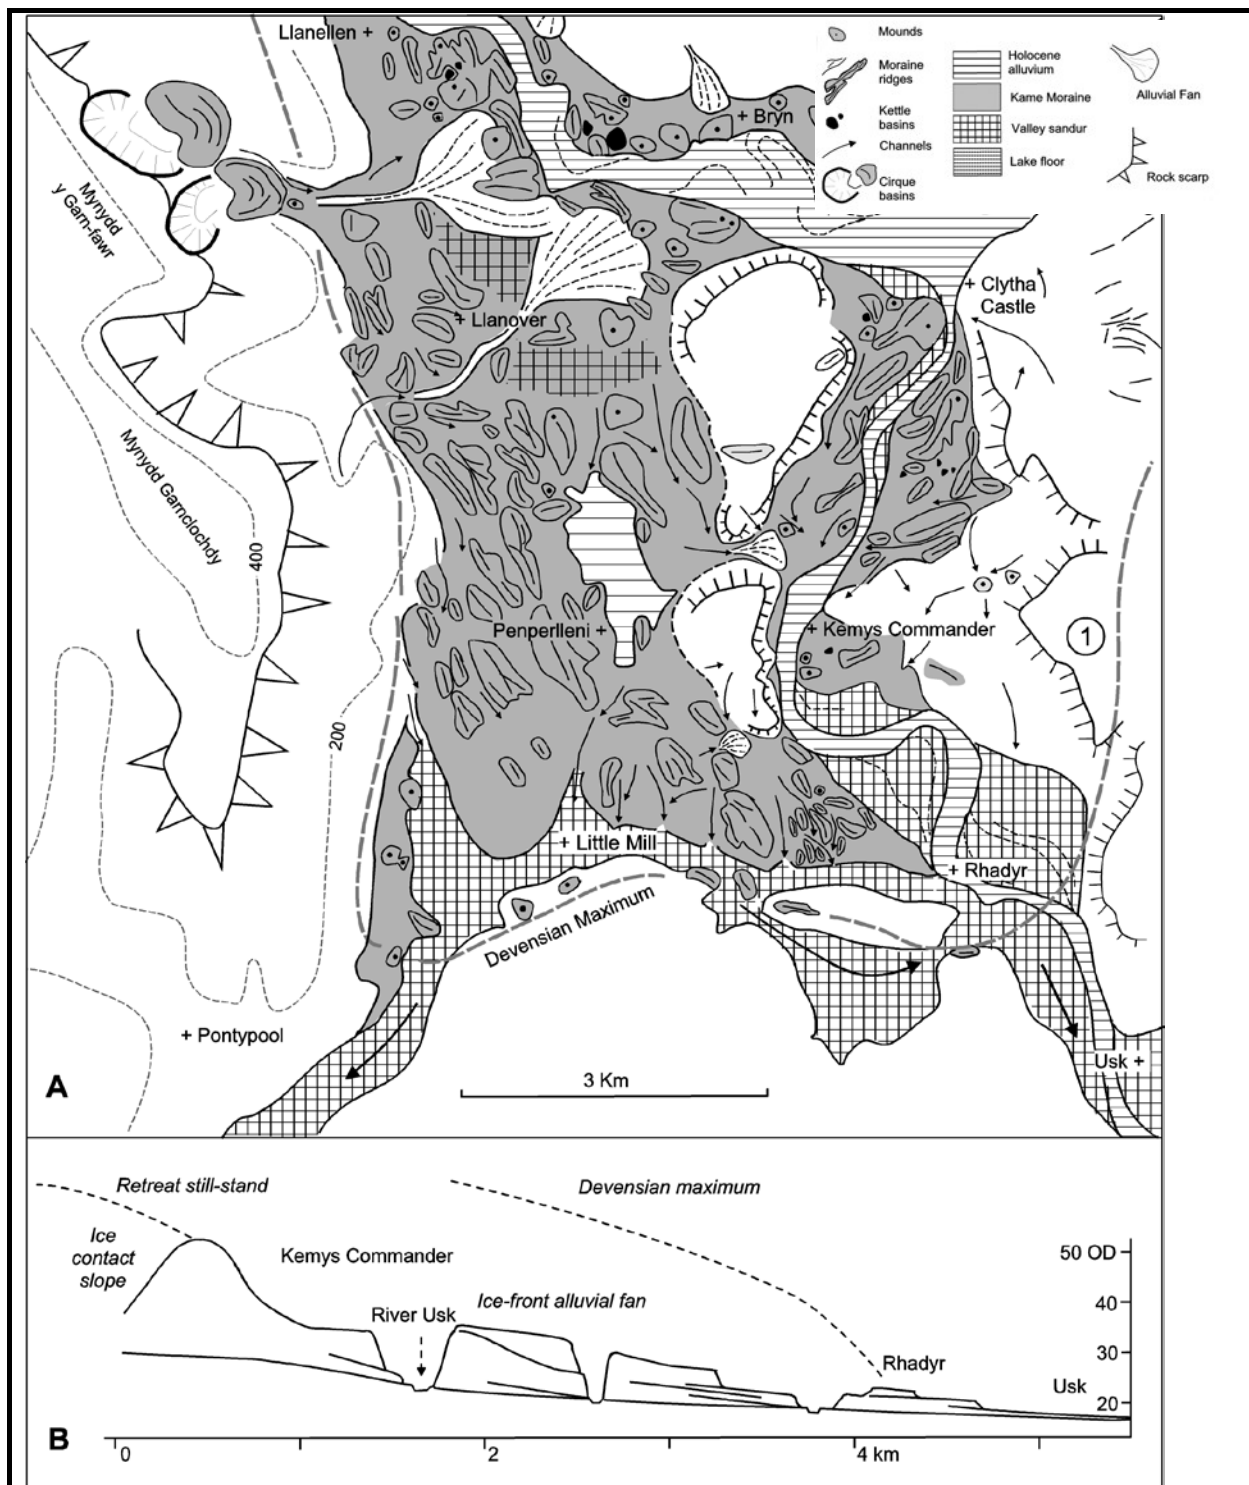 Llanellen +
+ Bryn
Mounds
Moraine
ridges
Kettle
basins
Channels
Cirque
basins
Holocene
alluvium
Kame Moraine
Valley sandur
Lake floor
Alluvial Fan
Rock scarp
Mynydd
y Garn-fawr
+ Clytha
Castle
+ Llanover
Mynydd Garnclochdy
400
Penperlleni +
+ Kemys Commander
1
200
+ Little Mill
+ Rhadyr
Devensian Maximum
+ Pontypool
Usk +
3 Km
A
Retreat still-stand
Devensian maximum
Ice
contact
slope
Kemys Commander
50 OD
River Usk
Ice-front alluvial fan
40
Rhadyr
30
Usk
20
B
0
2
4 km